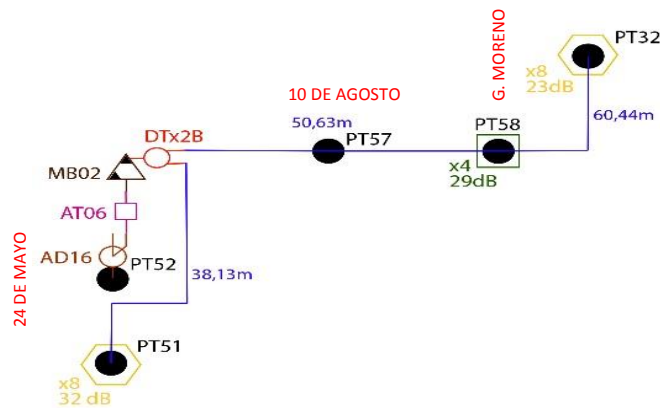 PT32
G. MORENO
x8
23dB
10 DE AGOSTO
60,44m
50,63m
DTx2B
PT58
PT57
MB02
x4
29dB
AT06
AD16
PT52
38,13m
24 DE MAYO
PT51
x8
32 dB